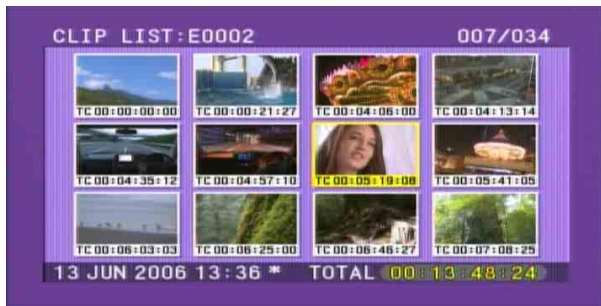 CLIP LIST:E0002 007/034
TC 00:00:00:00 TC 00:00:21:27 TC 00:04:06:00 TC 00:04:13:14
TC 00:04:35:12 TC 00:04:57:10 TC 00:05:19:08 TC 00:05:41:05
TC 00:06:03:03 TC 00:06:25:00 TC 00:06:46:27 TC 00:07:08:25
13 JUN 2006 13:36 * TOTAL 00:13:48:24